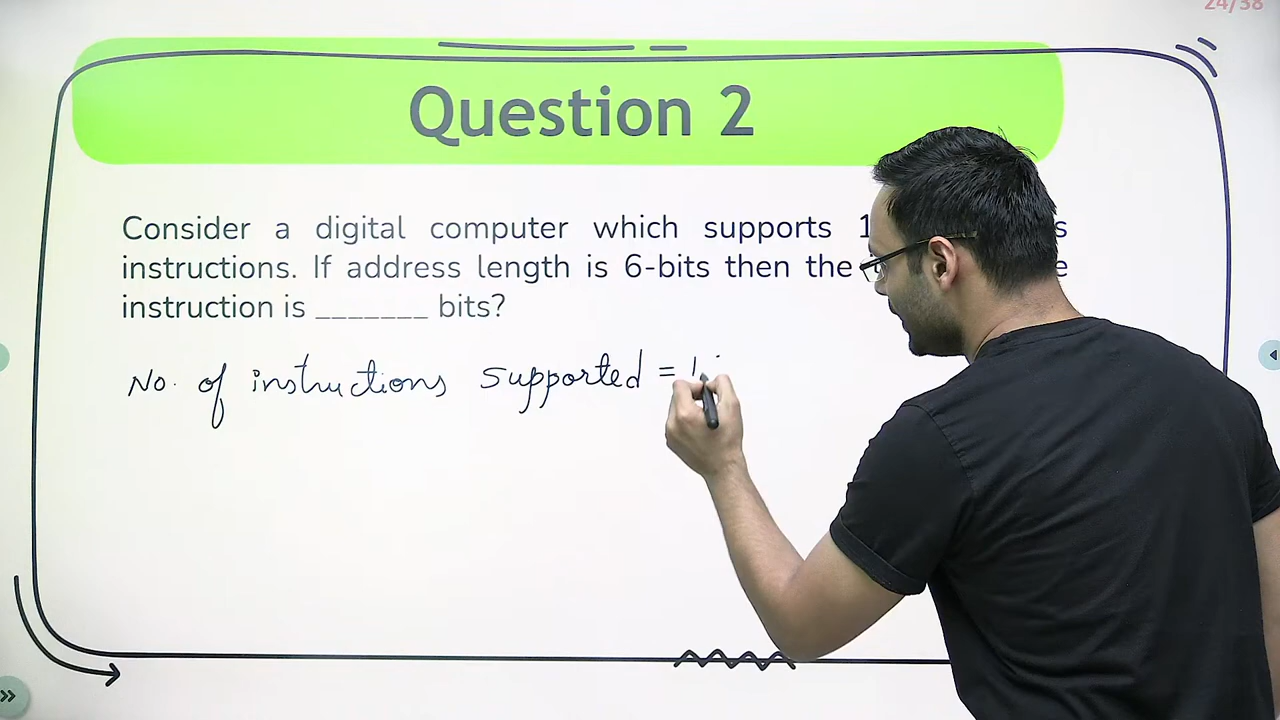 24/38
Question 2
Consider a digital computer which supports
instructions. If address length is 6-bits then the
instruction is _______ bits?
No. of instructions supported =